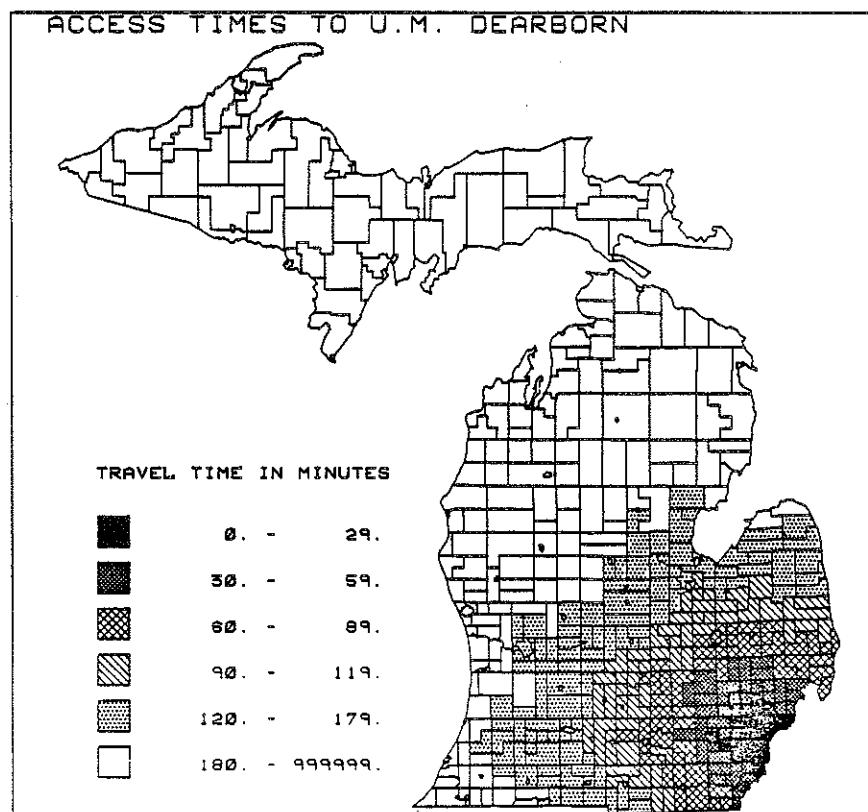 ACCESS TIMES TO U.M. DEARBORN
TRAVEL TIME IN MINUTES
0. - 29.
30. - 59.
60. - 89.
90. - 119.
120. - 179.
180. - 999999.